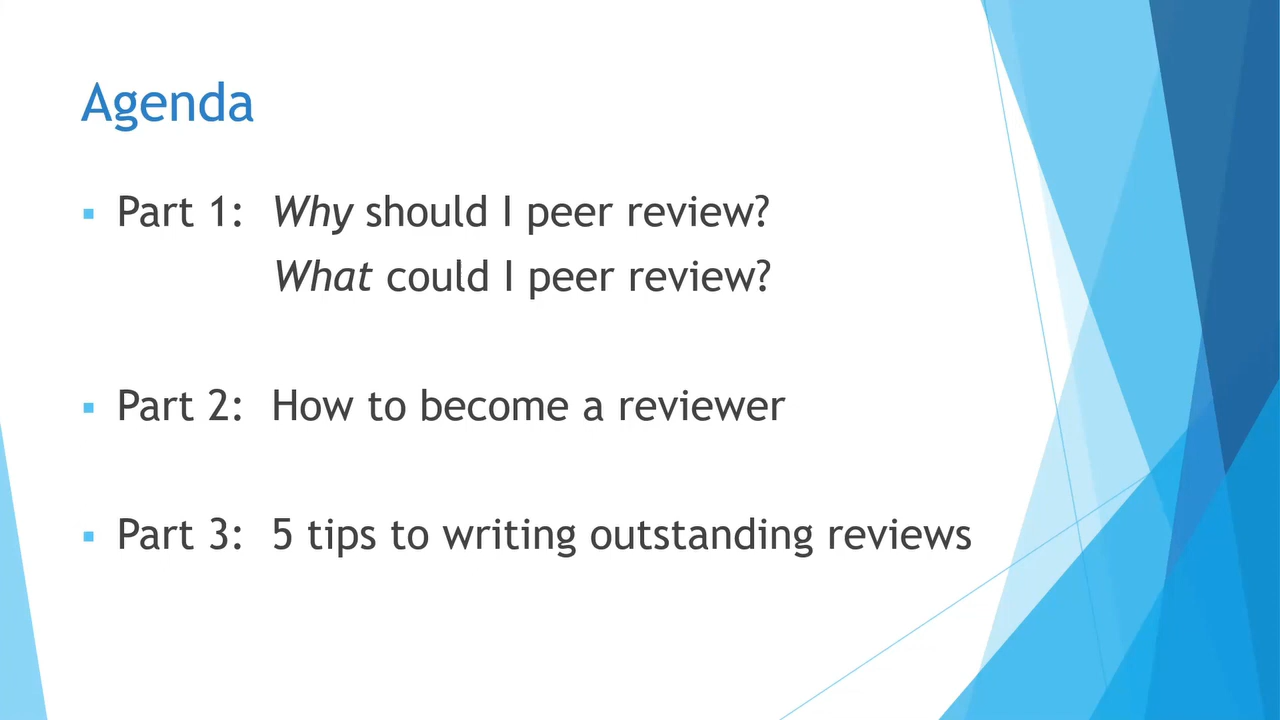 Agenda
▪ Part 1: Why should I peer review?
What could I peer review?
▪ Part 2: How to become a reviewer
▪ Part 3: 5 tips to writing outstanding reviews